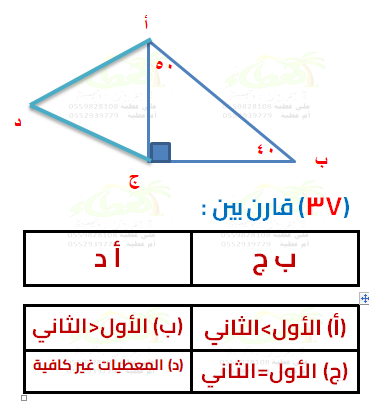 أ
٥٠
د
٤٠
ب
ج
(٣٧) قارن بين :
ب ج
أ د
(أ) الأول>الثاني
(ب) الأول<الثاني
(ج) الأول=الثاني
(د) المعطيات غير كافية